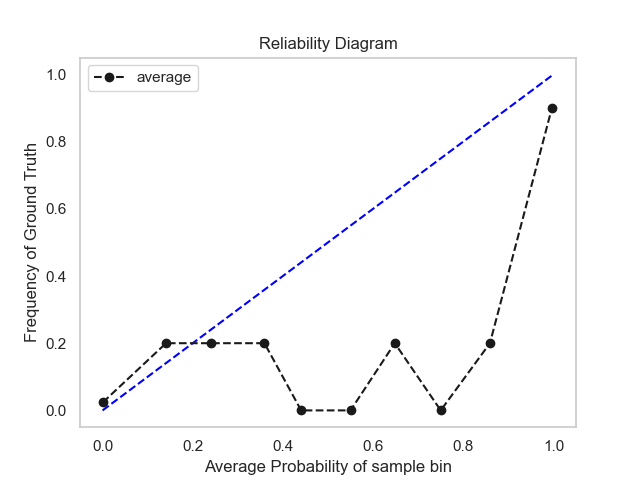 Reliability Diagram
average
Frequency of Ground Truth
1.0
0.8
0.6
0.4
0.2
0.0
0.0 0.2 0.4 0.6 0.8 1.0
Average Probability of sample bin